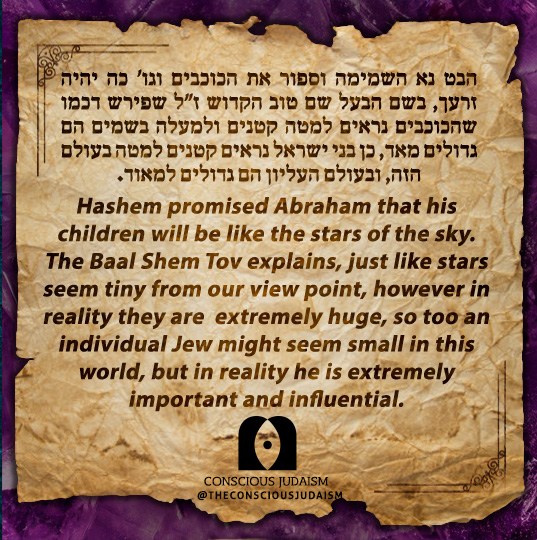 הבט נא השמימה וספור את הכוכבים וגו' כה יהיה
זרעך, בשם הבעל שם טוב הקדוש ז"ל שפירש דכמו
שהכוכבים נראים למטה קטנים ולמעלה בשמים הם
גדולים מאד, כן בני ישראל נראים קטנים למטה בעולם
הזה, ובעולם העליון הם גדולים למאוד.
Hashem promised Abraham that his
children will be like the stars of the sky.
The Baal Shem Tov explains, just like stars
seem tiny from our view point, however in
reality they are extremely huge, so too an
individual Jew might seem small in this
world, but in reality he is extremely
important and influential.
CONSCIOUS JUDAISM
@THECONSCIOUSJUDAISM